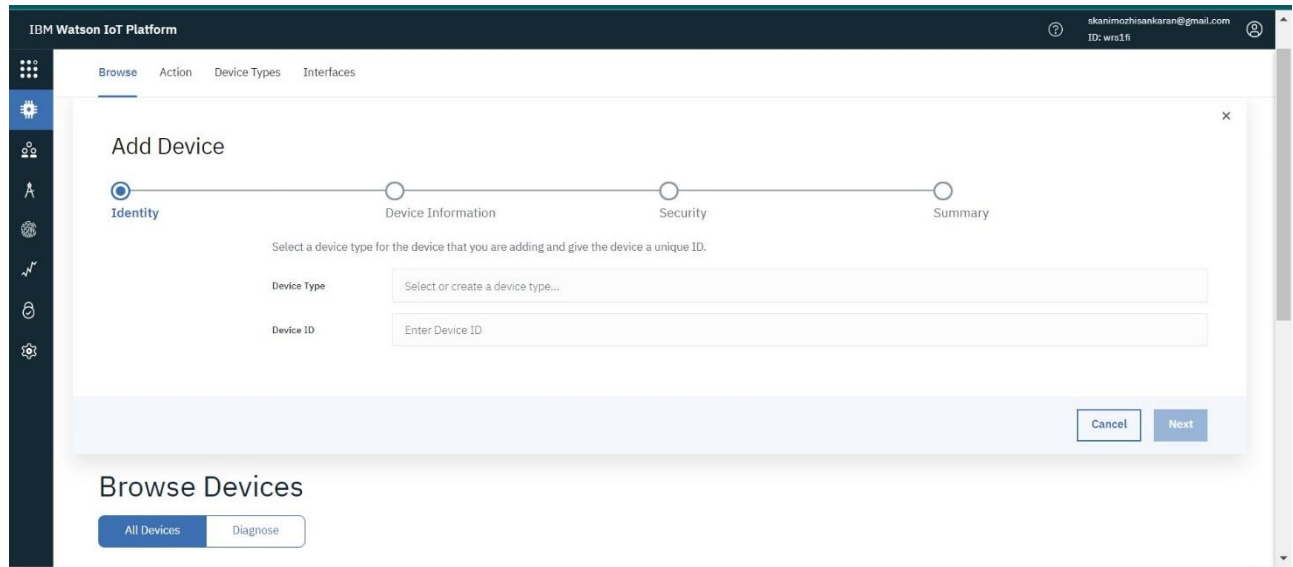 IBM Watson IoT Platform
skanimozhisankaran@gmail.com
ID: wrs1fi
Browse Action Device Types Interfaces
Add Device
Identity Device Information Security Summary
Select a device type for the device that you are adding and give the device a unique ID.
Device Type Select or create a device type...
Device ID Enter Device ID
Cancel Next
Browse Devices
All Devices Diagnose